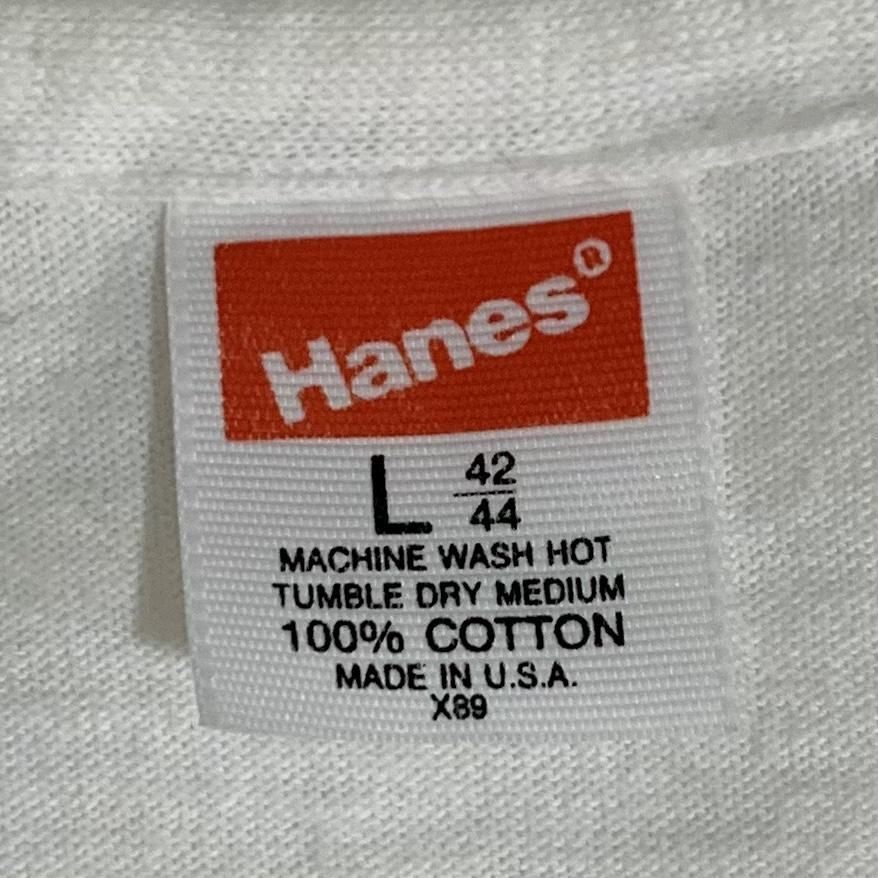 Hanes®
L 42/44
MACHINE WASH HOT
TUMBLE DRY MEDIUM
100% COTTON
MADE IN U.S.A.
X89